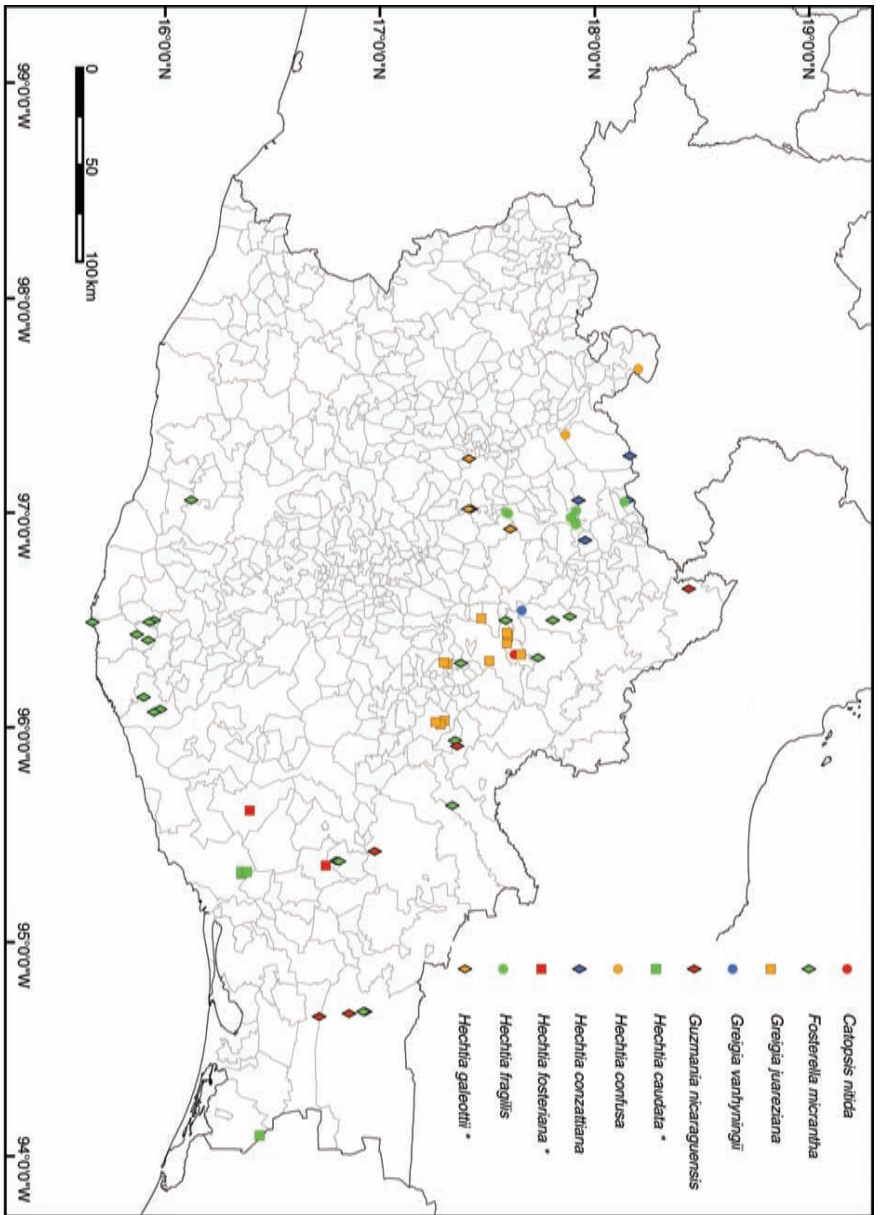 19°0'0"N
18°0'0"N
17°0'0"N
16°0'0"N
99°0'0"W
98°0'0"W
97°0'0"W
96°0'0"W
95°0'0"W
94°0'0"W
0 50 100 km
Catopsis nitida
Fosterella micrantha
Greigia juareziana
Greigia vanhyningii
Guzmania nicaraguensis
Hechtia caudata *
Hechtia confusa
Hechtia conzattiana
Hechtia fosteriana *
Hechtia fragilis
Hechtia galeottii *